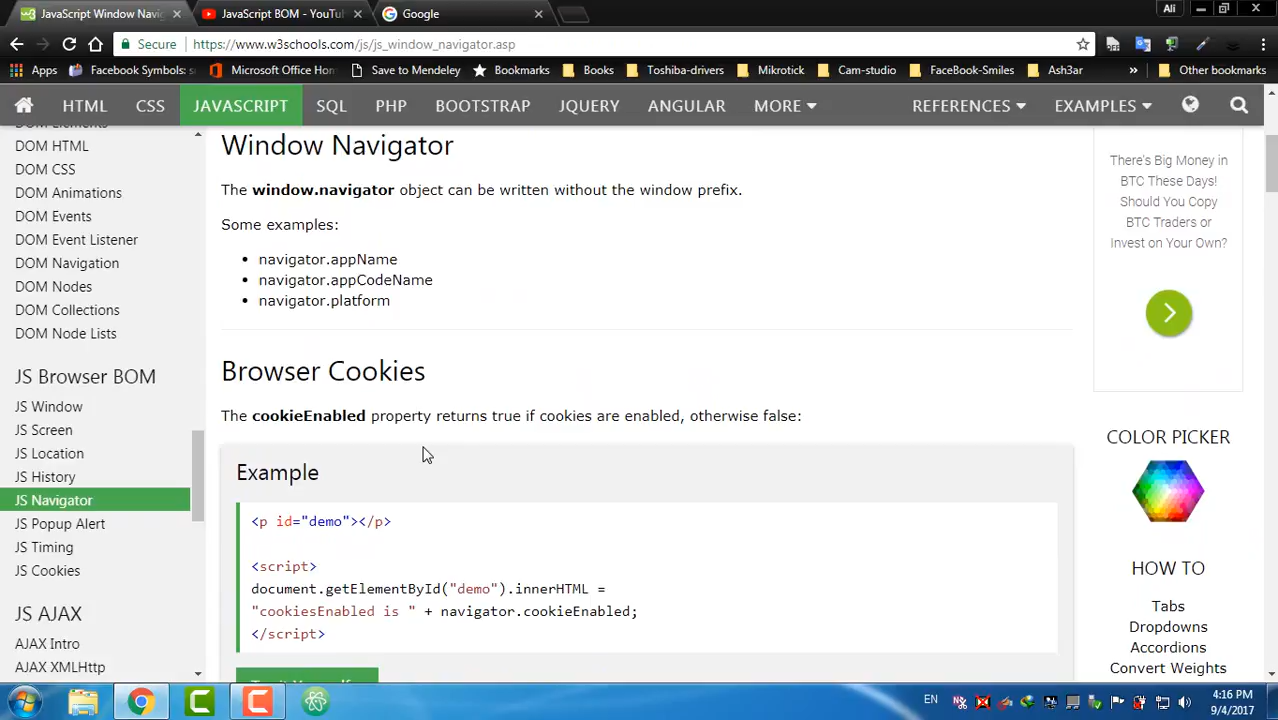 JavaScript Window Navig
JavaScript BOM - YouTu
Google
Ali
Secure
https://www.w3schools.com/js/js_window_navigator.asp
Apps
Facebook Symbols: s
Microsoft Office Hom
Save to Mendeley
Bookmarks
Books
Toshiba-drivers
Mikrotick
Cam-studio
FaceBook-Smiles
Ash3ar
»
Other bookmarks
HTML
CSS
JAVASCRIPT
SQL
PHP
BOOTSTRAP
JQUERY
ANGULAR
MORE
REFERENCES
EXAMPLES
DOM Elements
DOM HTML
DOM CSS
DOM Animations
DOM Events
DOM Event Listener
DOM Navigation
DOM Nodes
DOM Collections
DOM Node Lists
JS Browser BOM
JS Window
JS Screen
JS Location
JS History
JS Navigator
JS Popup Alert
JS Timing
JS Cookies
JS AJAX
AJAX Intro
AJAX XMLHttp
Window Navigator
The window.navigator object can be written without the window prefix.
Some examples:
• navigator.appName
• navigator.appCodeName
• navigator.platform
Browser Cookies
The cookieEnabled property returns true if cookies are enabled, otherwise false:
Example
<p id="demo"></p>
<script>
document.getElementById("demo").innerHTML =
"cookiesEnabled is " + navigator.cookieEnabled;
</script>
There's Big Money in
BTC These Days!
Should You Copy
BTC Traders or
Invest on Your Own?
COLOR PICKER
HOW TO
Tabs
Dropdowns
Accordions
Convert Weights
EN
4:16 PM
9/4/2017